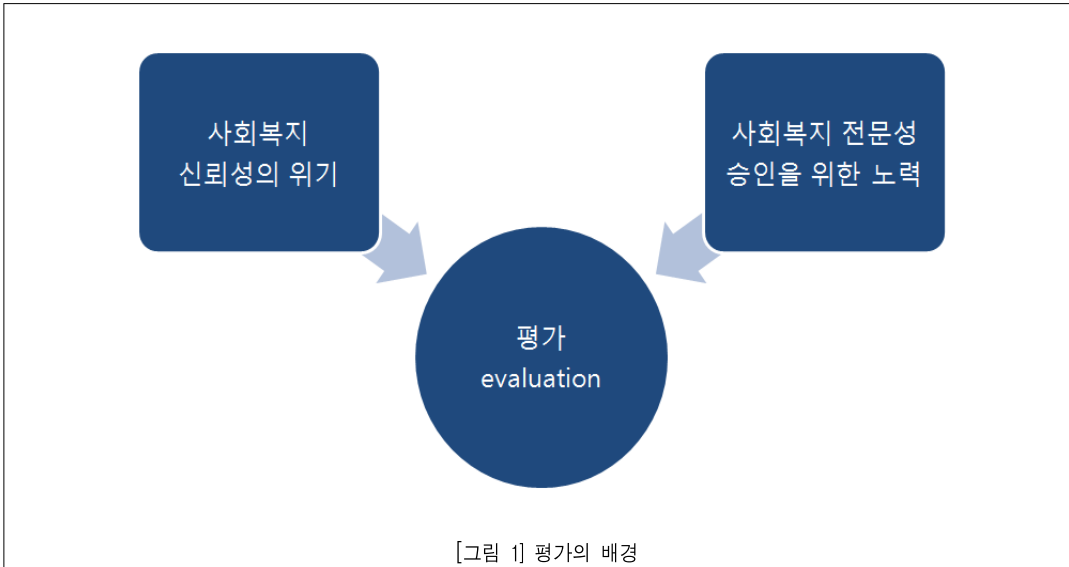 사회복지
신뢰성의 위기
사회복지 전문성
승인을 위한 노력
평가
evaluation
[그림 1] 평가의 배경